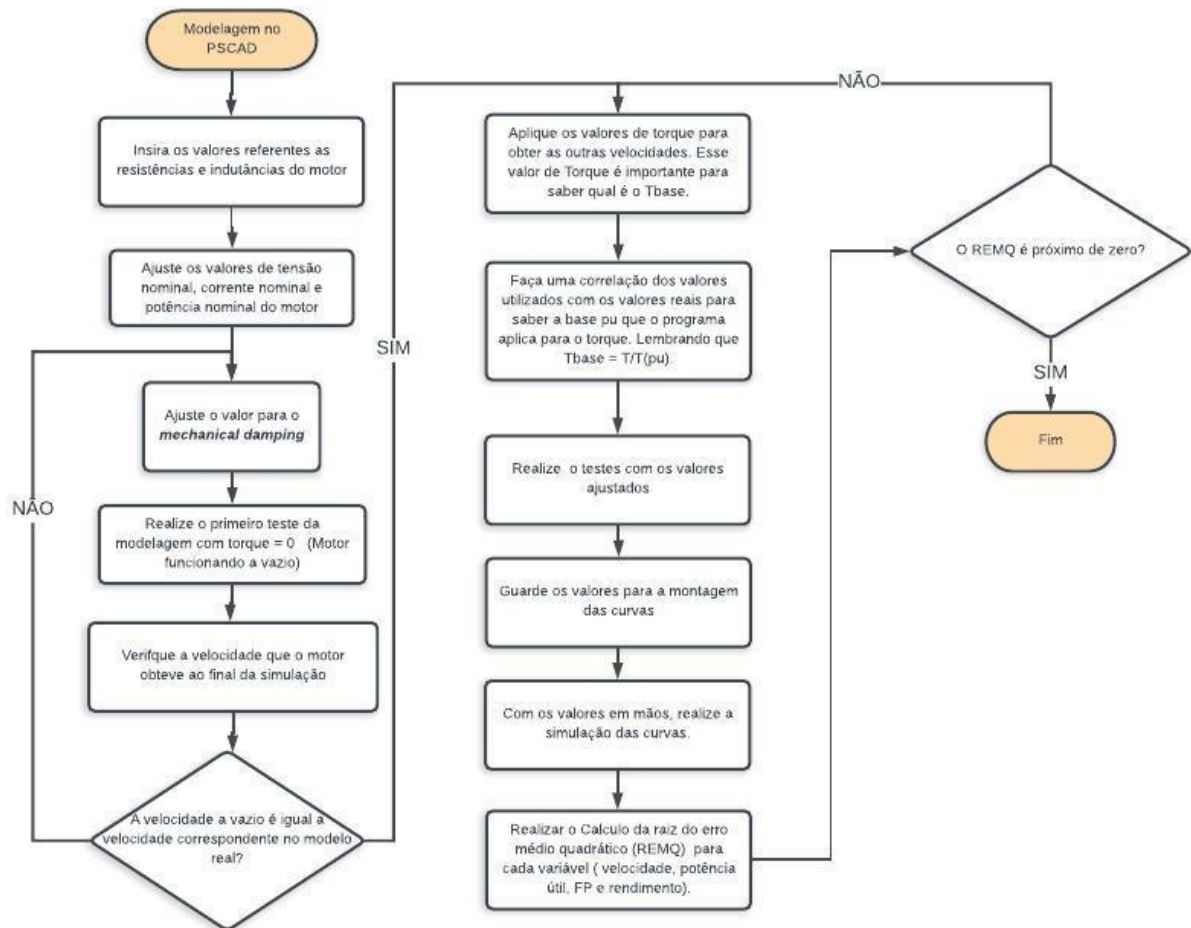 Modelagem no
PSCAD
Insira os valores referentes as
resistências e indutâncias do motor
Ajuste os valores de tensão
nominal, corrente nominal e
potência nominal do motor
Ajuste o valor para o
mechanical damping
NÃO
Realize o primeiro teste da
modelagem com torque = 0 (Motor
funcionando a vazio)
Verifque a velocidade que o motor
obteve ao final da simulação
A velocidade a vazio é igual a
velocidade correspondente no modelo
real?
SIM
Aplique os valores de torque para
obter as outras velocidades. Esse
valor de Torque é importante para
saber qual é o Tbase.
Faça uma correlação dos valores
utilizados com os valores reais para
saber a base pu que o programa
aplica para o torque. Lembrando que
Tbase = T/T(pu).
Realize o testes com os valores
ajustados
Guarde os valores para a montagem
das curvas
Com os valores em mãos, realize a
simulação das curvas.
Realizar o Calculo da raiz do erro
médio quadrático (REMQ) para
cada variável ( velocidade, potência
útil, FP e rendimento).
NÃO
O REMQ é próximo de zero?
SIM
Fim